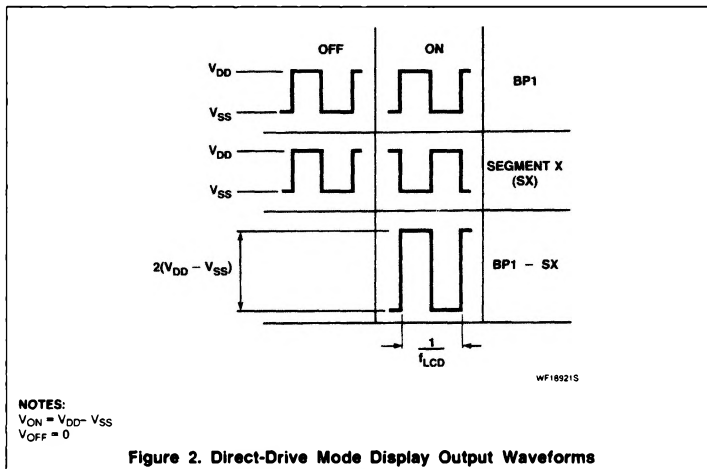 OFF ON
V_DD
BP1
V_SS
V_DD
SEGMENT X
(SX)
V_SS
2(V_DD − V_SS)
BP1 − SX
1
f_LCD
WF18921S
NOTES:
V_ON = V_DD− V_SS
V_OFF = 0
Figure 2. Direct-Drive Mode Display Output Waveforms